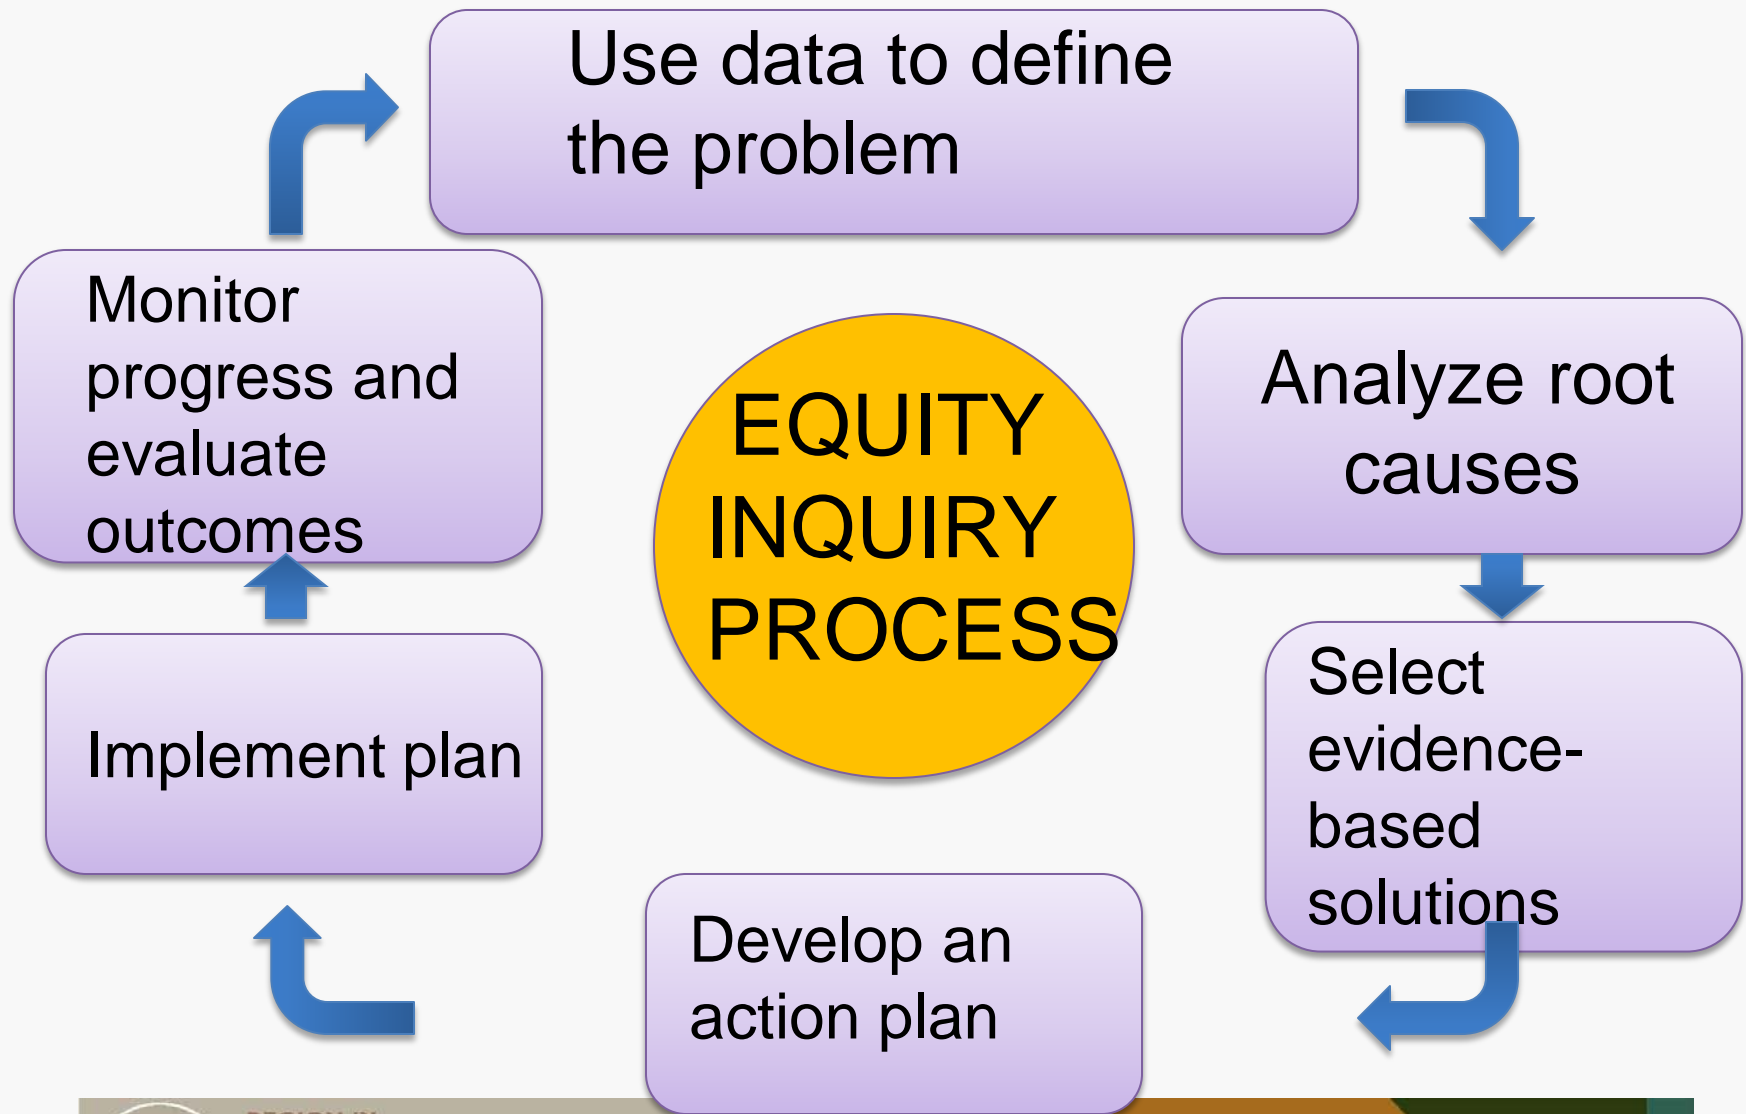 Use data to define
the problem
Analyze root
causes
Select
evidence-
based
solutions
Develop an
action plan
Implement plan
Monitor
progress and
evaluate
outcomes
EQUITY
INQUIRY
PROCESS